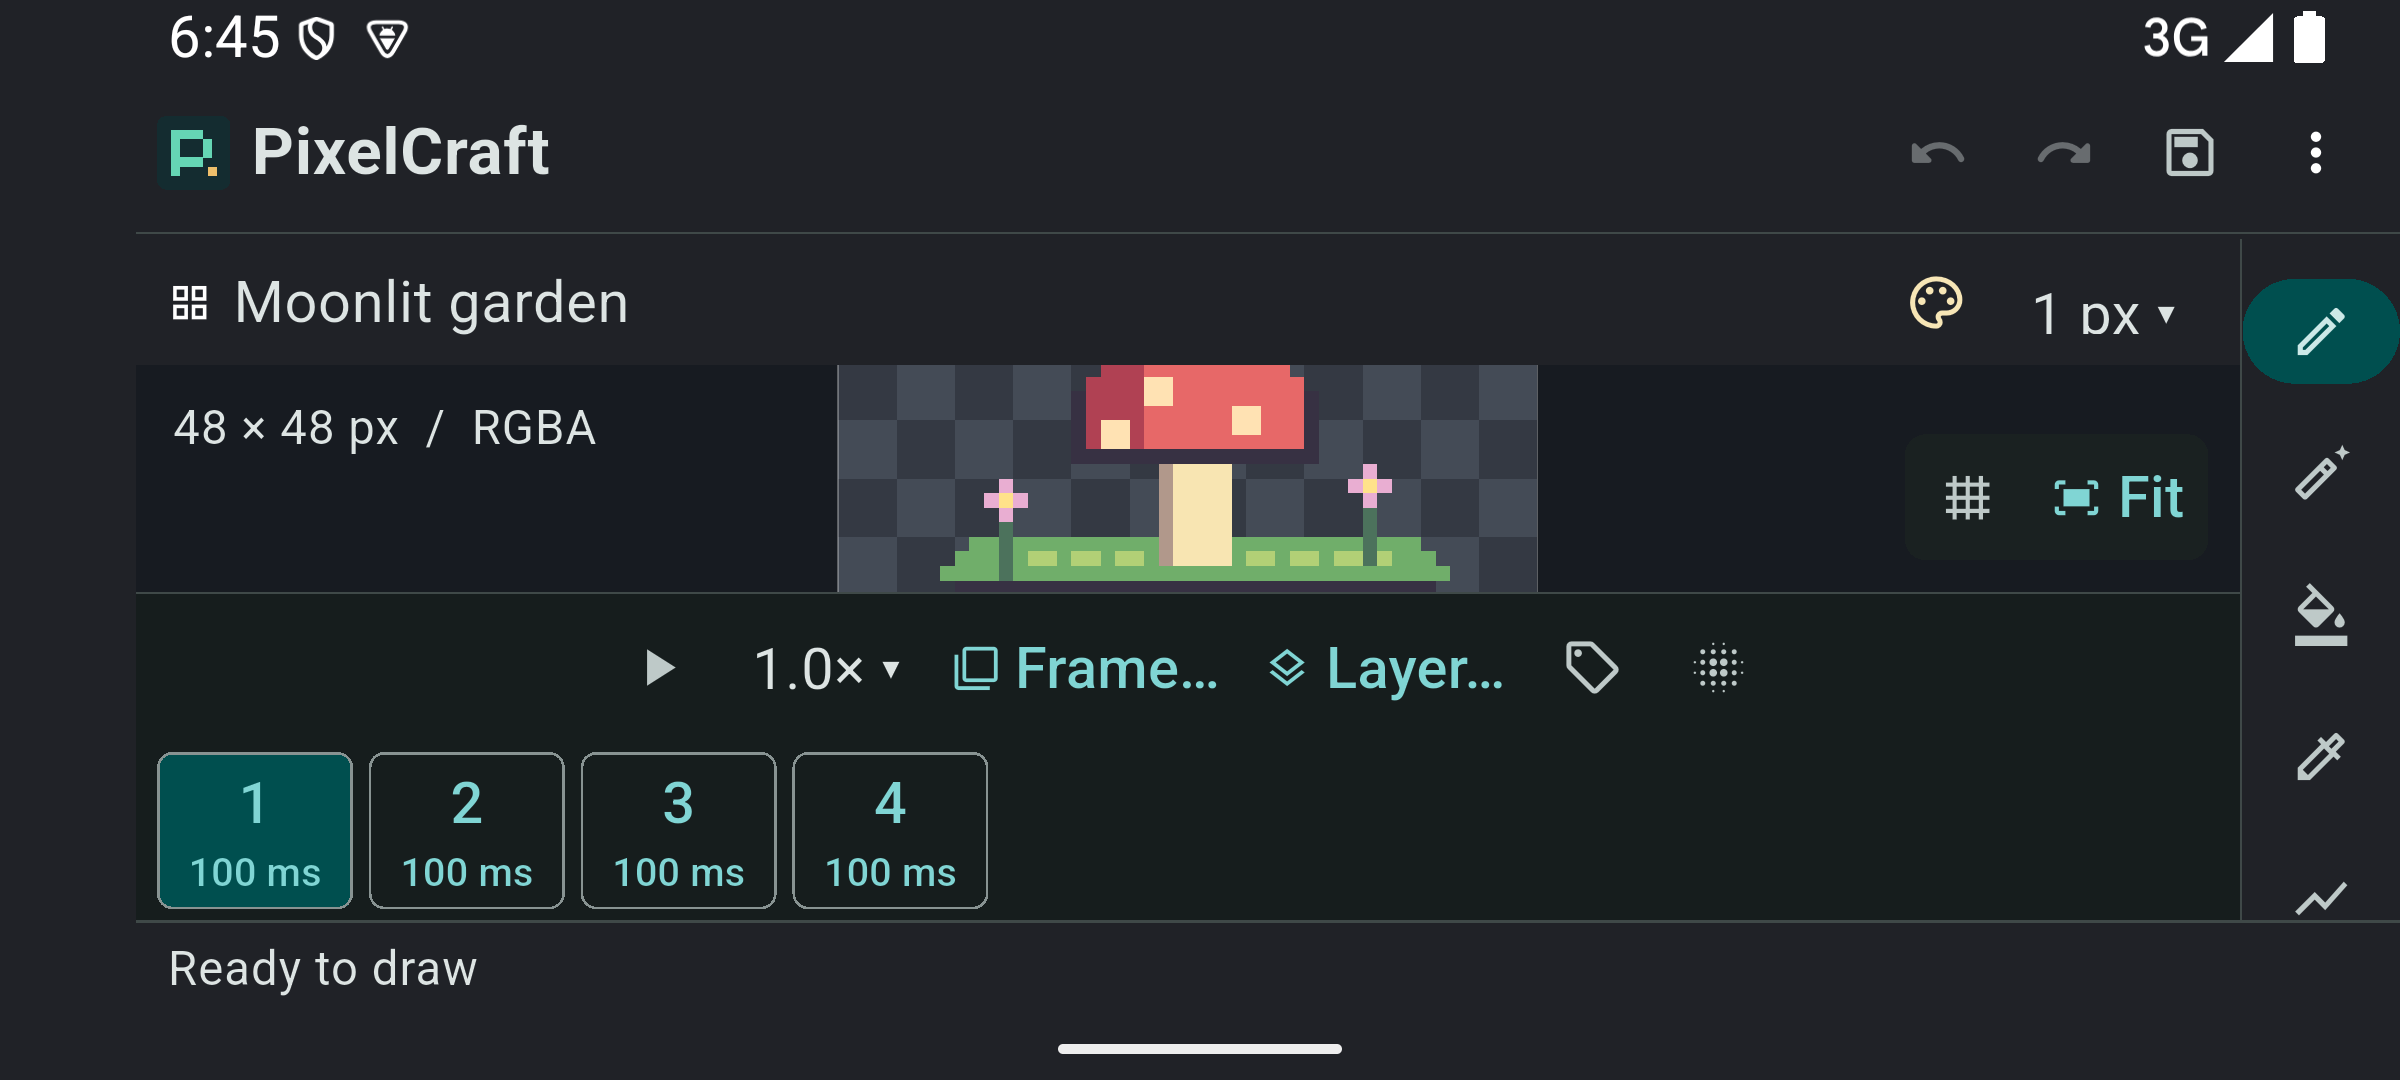 6:45
3G
PixelCraft
Moonlit garden
1 px ▾
48 × 48 px / RGBA
Fit
1.0× ▾
Frame...
Layer...
1
100 ms
2
100 ms
3
100 ms
4
100 ms
Ready to draw